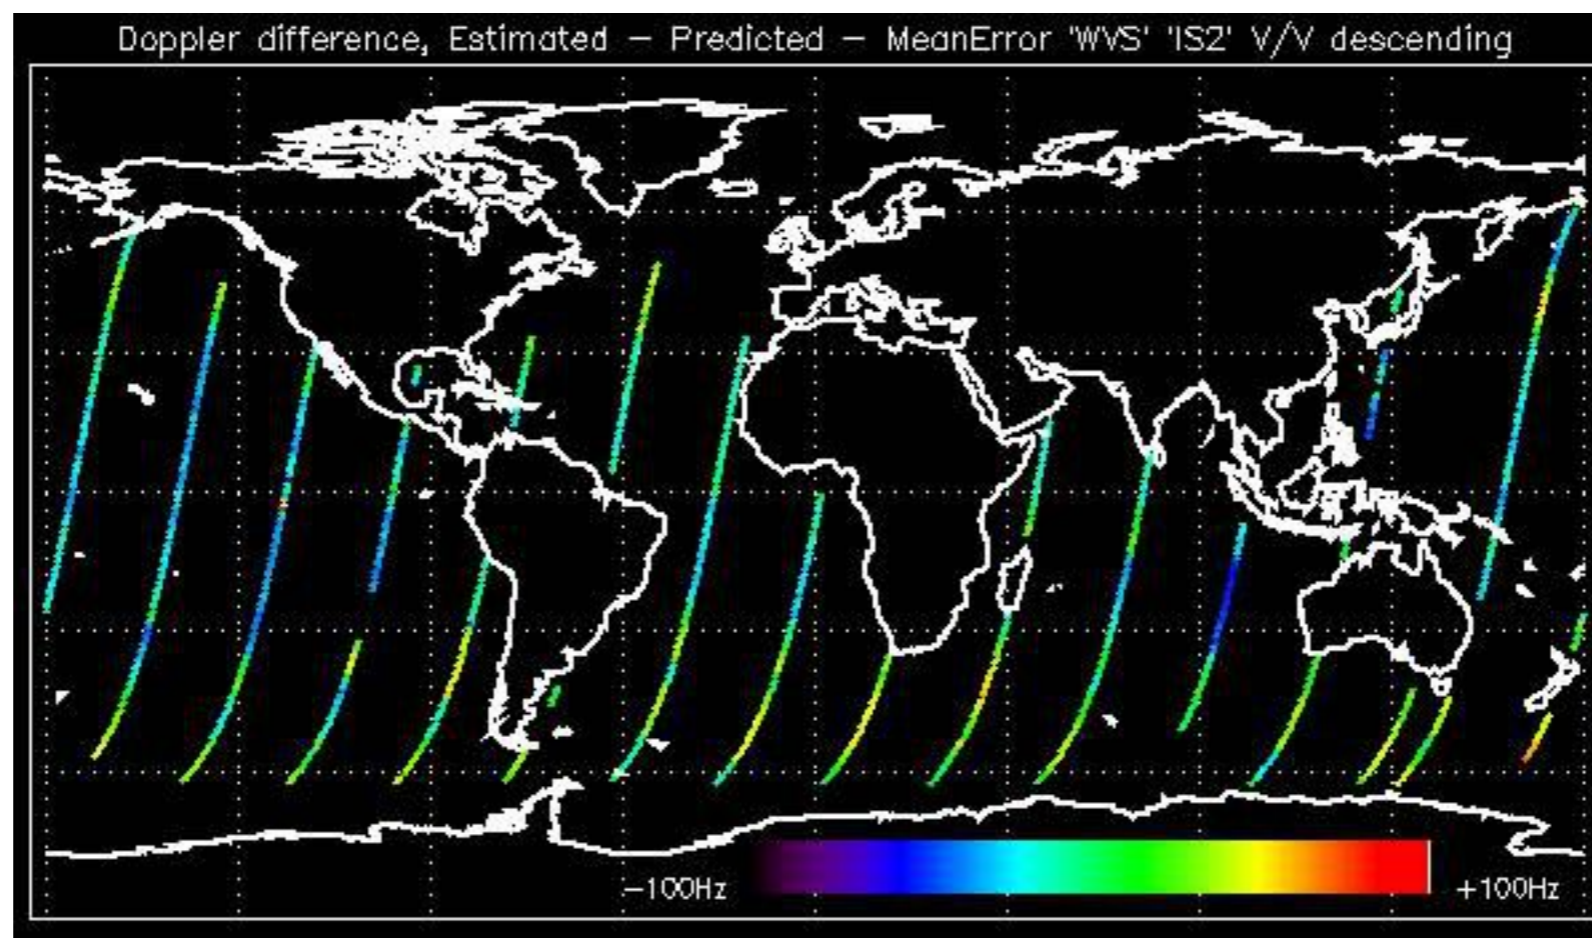 Doppler difference, Estimated – Predicted – MeanError 'WVS' 'IS2' V/V descending
-100Hz +100Hz